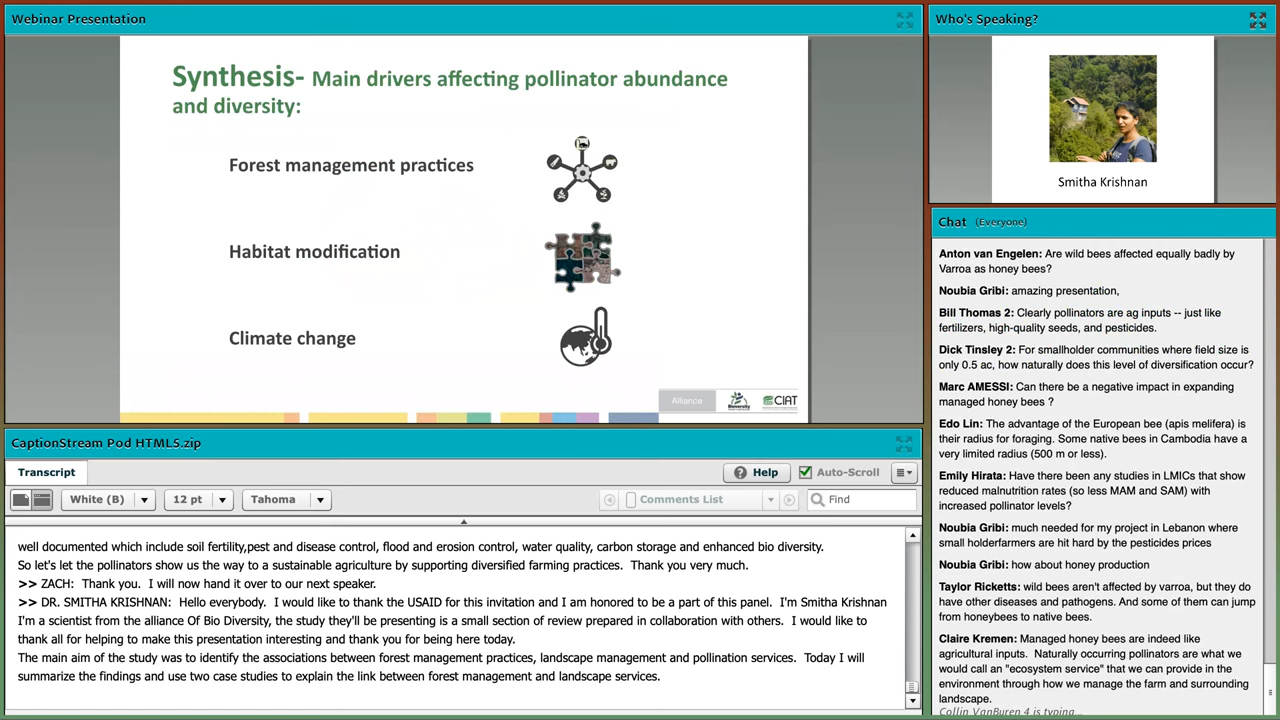 Webinar Presentation
Synthesis- Main drivers affecting pollinator abundance
and diversity:
Forest management practices
Habitat modification
Climate change
Alliance
Bioversity
CIAT
Who's Speaking?
Smitha Krishnan
Chat (Everyone)
Anton van Engelen: Are wild bees affected equally badly by
Varroa as honey bees?
Noubia Gribi: amazing presentation,
Bill Thomas 2: Clearly pollinators are ag inputs -- just like
fertilizers, high-quality seeds, and pesticides.
Dick Tinsley 2: For smallholder communities where field size is
only 0.5 ac, how naturally does this level of diversification occur?
Marc AMESSI: Can there be a negative impact in expanding
managed honey bees ?
Edo Lin: The advantage of the European bee (apis melifera) is
their radius for foraging. Some native bees in Cambodia have a
very limited radius (500 m or less).
Emily Hirata: Have there been any studies in LMICs that show
reduced malnutrition rates (so less MAM and SAM) with
increased pollinator levels?
Noubia Gribi: much needed for my project in Lebanon where
small holderfarmers are hit hard by the pesticides prices
Noubia Gribi: how about honey production
Taylor Ricketts: wild bees aren't affected by varroa, but they do
have other diseases and pathogens. And some of them can jump
from honeybees to native bees.
Claire Kremen: Managed honey bees are indeed like
agricultural inputs. Naturally occurring pollinators are what we
would call an "ecosystem service" that we can provide in the
environment through how we manage the farm and surrounding
landscape.
Collin VanBuren 4 is typing...
CaptionStream Pod HTML5.zip
Transcript
Help
Auto-Scroll
White (B)
12 pt
Tahoma
Comments List
Find
well documented which include soil fertility,pest and disease control, flood and erosion control, water quality, carbon storage and enhanced bio diversity.
So let's let the pollinators show us the way to a sustainable agriculture by supporting diversified farming practices. Thank you very much.
>> ZACH: Thank you. I will now hand it over to our next speaker.
>> DR. SMITHA KRISHNAN: Hello everybody. I would like to thank the USAID for this invitation and I am honored to be a part of this panel. I'm Smitha Krishnan
I'm a scientist from the alliance Of Bio Diversity, the study they'll be presenting is a small section of review prepared in collaboration with others. I would like to
thank all for helping to make this presentation interesting and thank you for being here today.
The main aim of the study was to identify the associations between forest management practices, landscape management and pollination services. Today I will
summarize the findings and use two case studies to explain the link between forest management and landscape services.